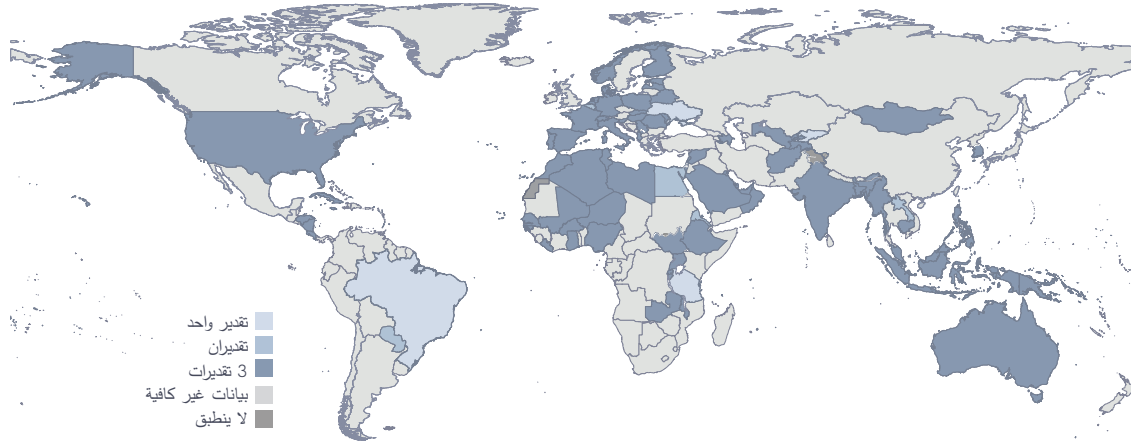 تقدير واحد
تقديران
3 تقديرات
بيانات غير كافية
لا ينطبق